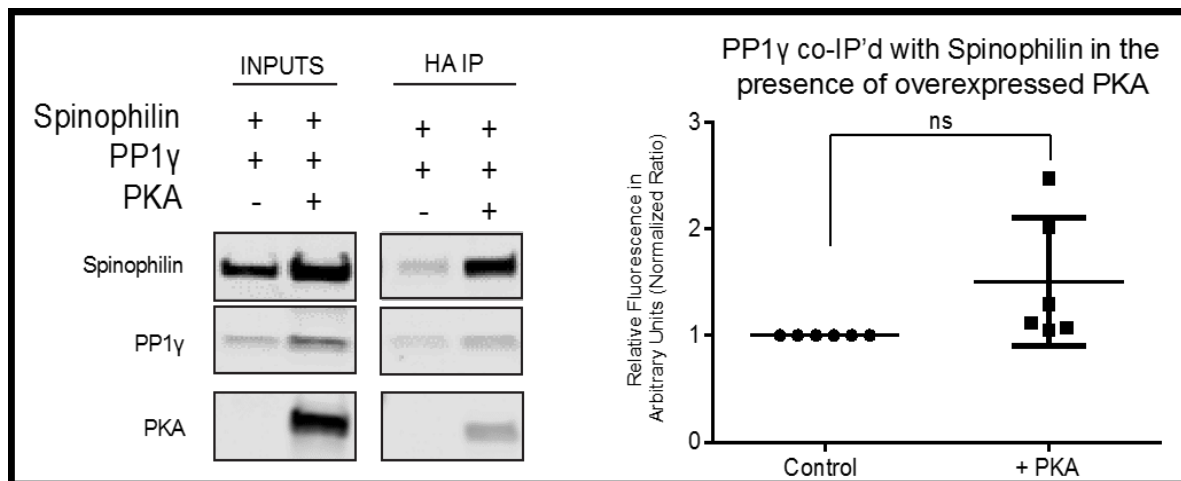 INPUTS HA IP
Spinophilin + + + +
PP1γ + + + +
PKA - + - +
Spinophilin
PP1γ
PKA
PP1γ co-IP’d with Spinophilin in the
presence of overexpressed PKA
Relative Fluorescence in
Arbitrary Units (Normalized Ratio)
3
2
1
0
ns
Control + PKA